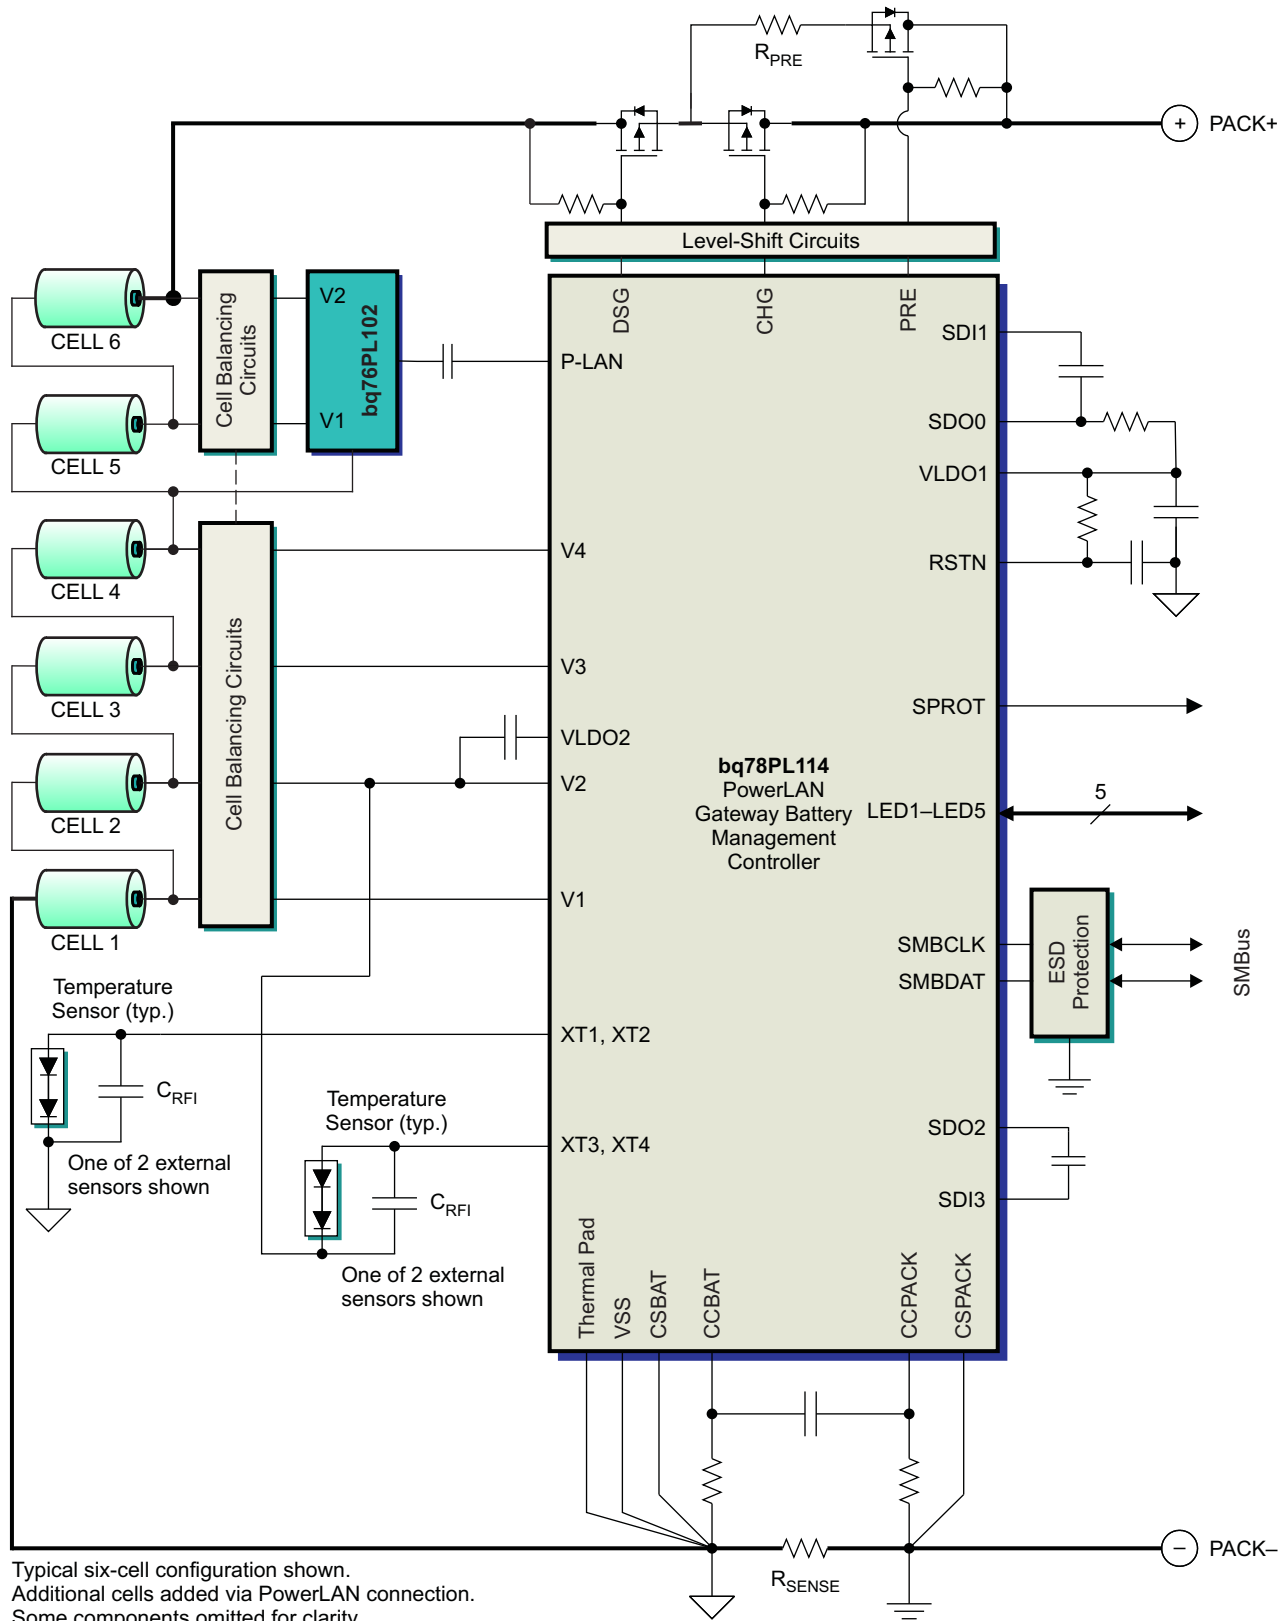 RPRE
+ PACK+
Level-Shift Circuits
DSG
CHG
PRE
CELL 6
CELL 5
CELL 4
CELL 3
CELL 2
CELL 1
Cell Balancing
Circuits
V2
V1
bq76PL102
Cell Balancing Circuits
P-LAN
V4
V3
VLDO2
V2
V1
XT1, XT2
XT3, XT4
SDI1
SDO0
VLDO1
RSTN
SPROT
LED1–LED5
5
SMBCLK
SMBDAT
SDO2
SDI3
bq78PL114
PowerLAN
Gateway Battery
Management
Controller
ESD
Protection
SMBus
Temperature
Sensor (typ.)
CRFI
One of 2 external
sensors shown
Temperature
Sensor (typ.)
CRFI
One of 2 external
sensors shown
Thermal Pad
VSS
CSBAT
CCBAT
CCPACK
CSPACK
RSENSE
– PACK–
Typical six-cell configuration shown.
Additional cells added via PowerLAN connection.
Some components omitted for clarity.